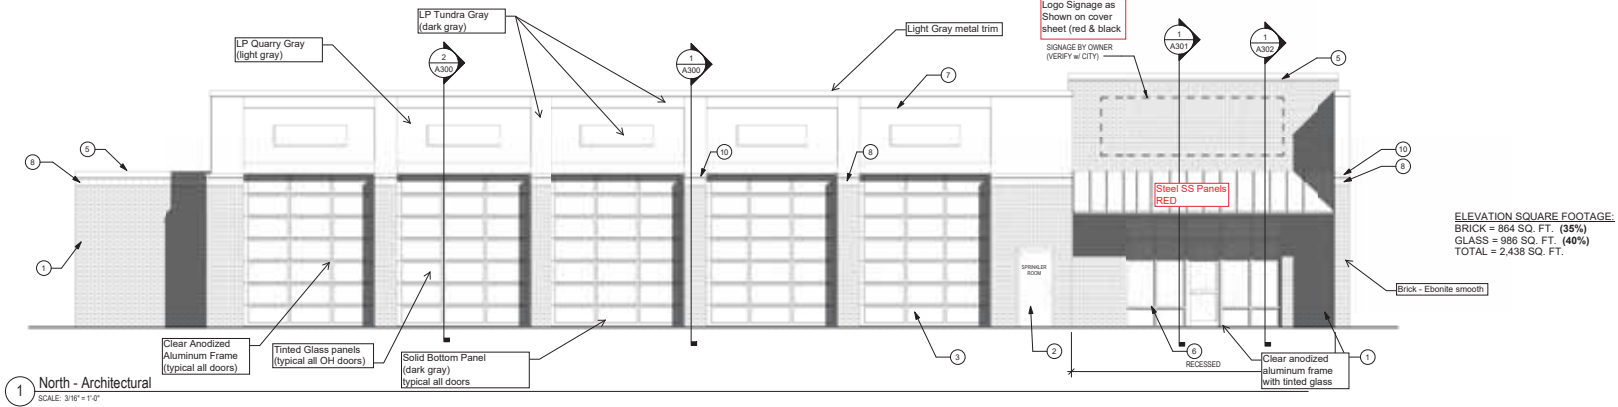 Logo Signage as
Shown on cover
sheet (red & black
SIGNAGE BY OWNER
(VERIFY w/ CITY)
LP Tundra Gray
(dark gray)
LP Quarry Gray
(light gray)
Light Gray metal trim
2
A300
1
A300
1
A301
1
A302
5
7
8
5
10
8
10
8
Steel SS Panels
RED
ELEVATION SQUARE FOOTAGE:
BRICK = 864 SQ. FT. (35%)
GLASS = 986 SQ. FT. (40%)
TOTAL = 2,438 SQ. FT.
1
SPRINKLER
ROOM
Brick - Ebonite smooth
Clear Anodized
Aluminum Frame
(typical all doors)
Tinted Glass panels
(typical all OH doors)
Solid Bottom Panel
(dark gray)
typical all doors
3
2
6
RECESSED
Clear anodized
aluminum frame
with tinted glass
1
1
North - Architectural
SCALE: 3/16" = 1'-0"